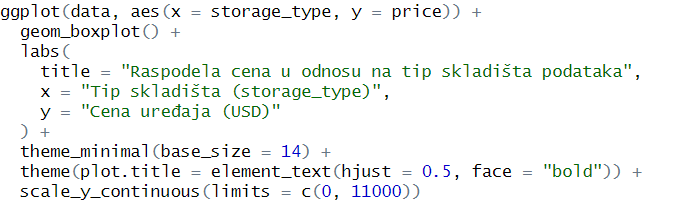 ggplot(data, aes(x = storage_type, y = price)) +
  geom_boxplot() +
  labs(
    title = "Raspodela cena u odnosu na tip skladišta podataka",
    x = "Tip skladišta (storage_type)",
    y = "Cena uređaja (USD)"
  ) +
  theme_minimal(base_size = 14) +
  theme(plot.title = element_text(hjust = 0.5, face = "bold")) +
  scale_y_continuous(limits = c(0, 11000))